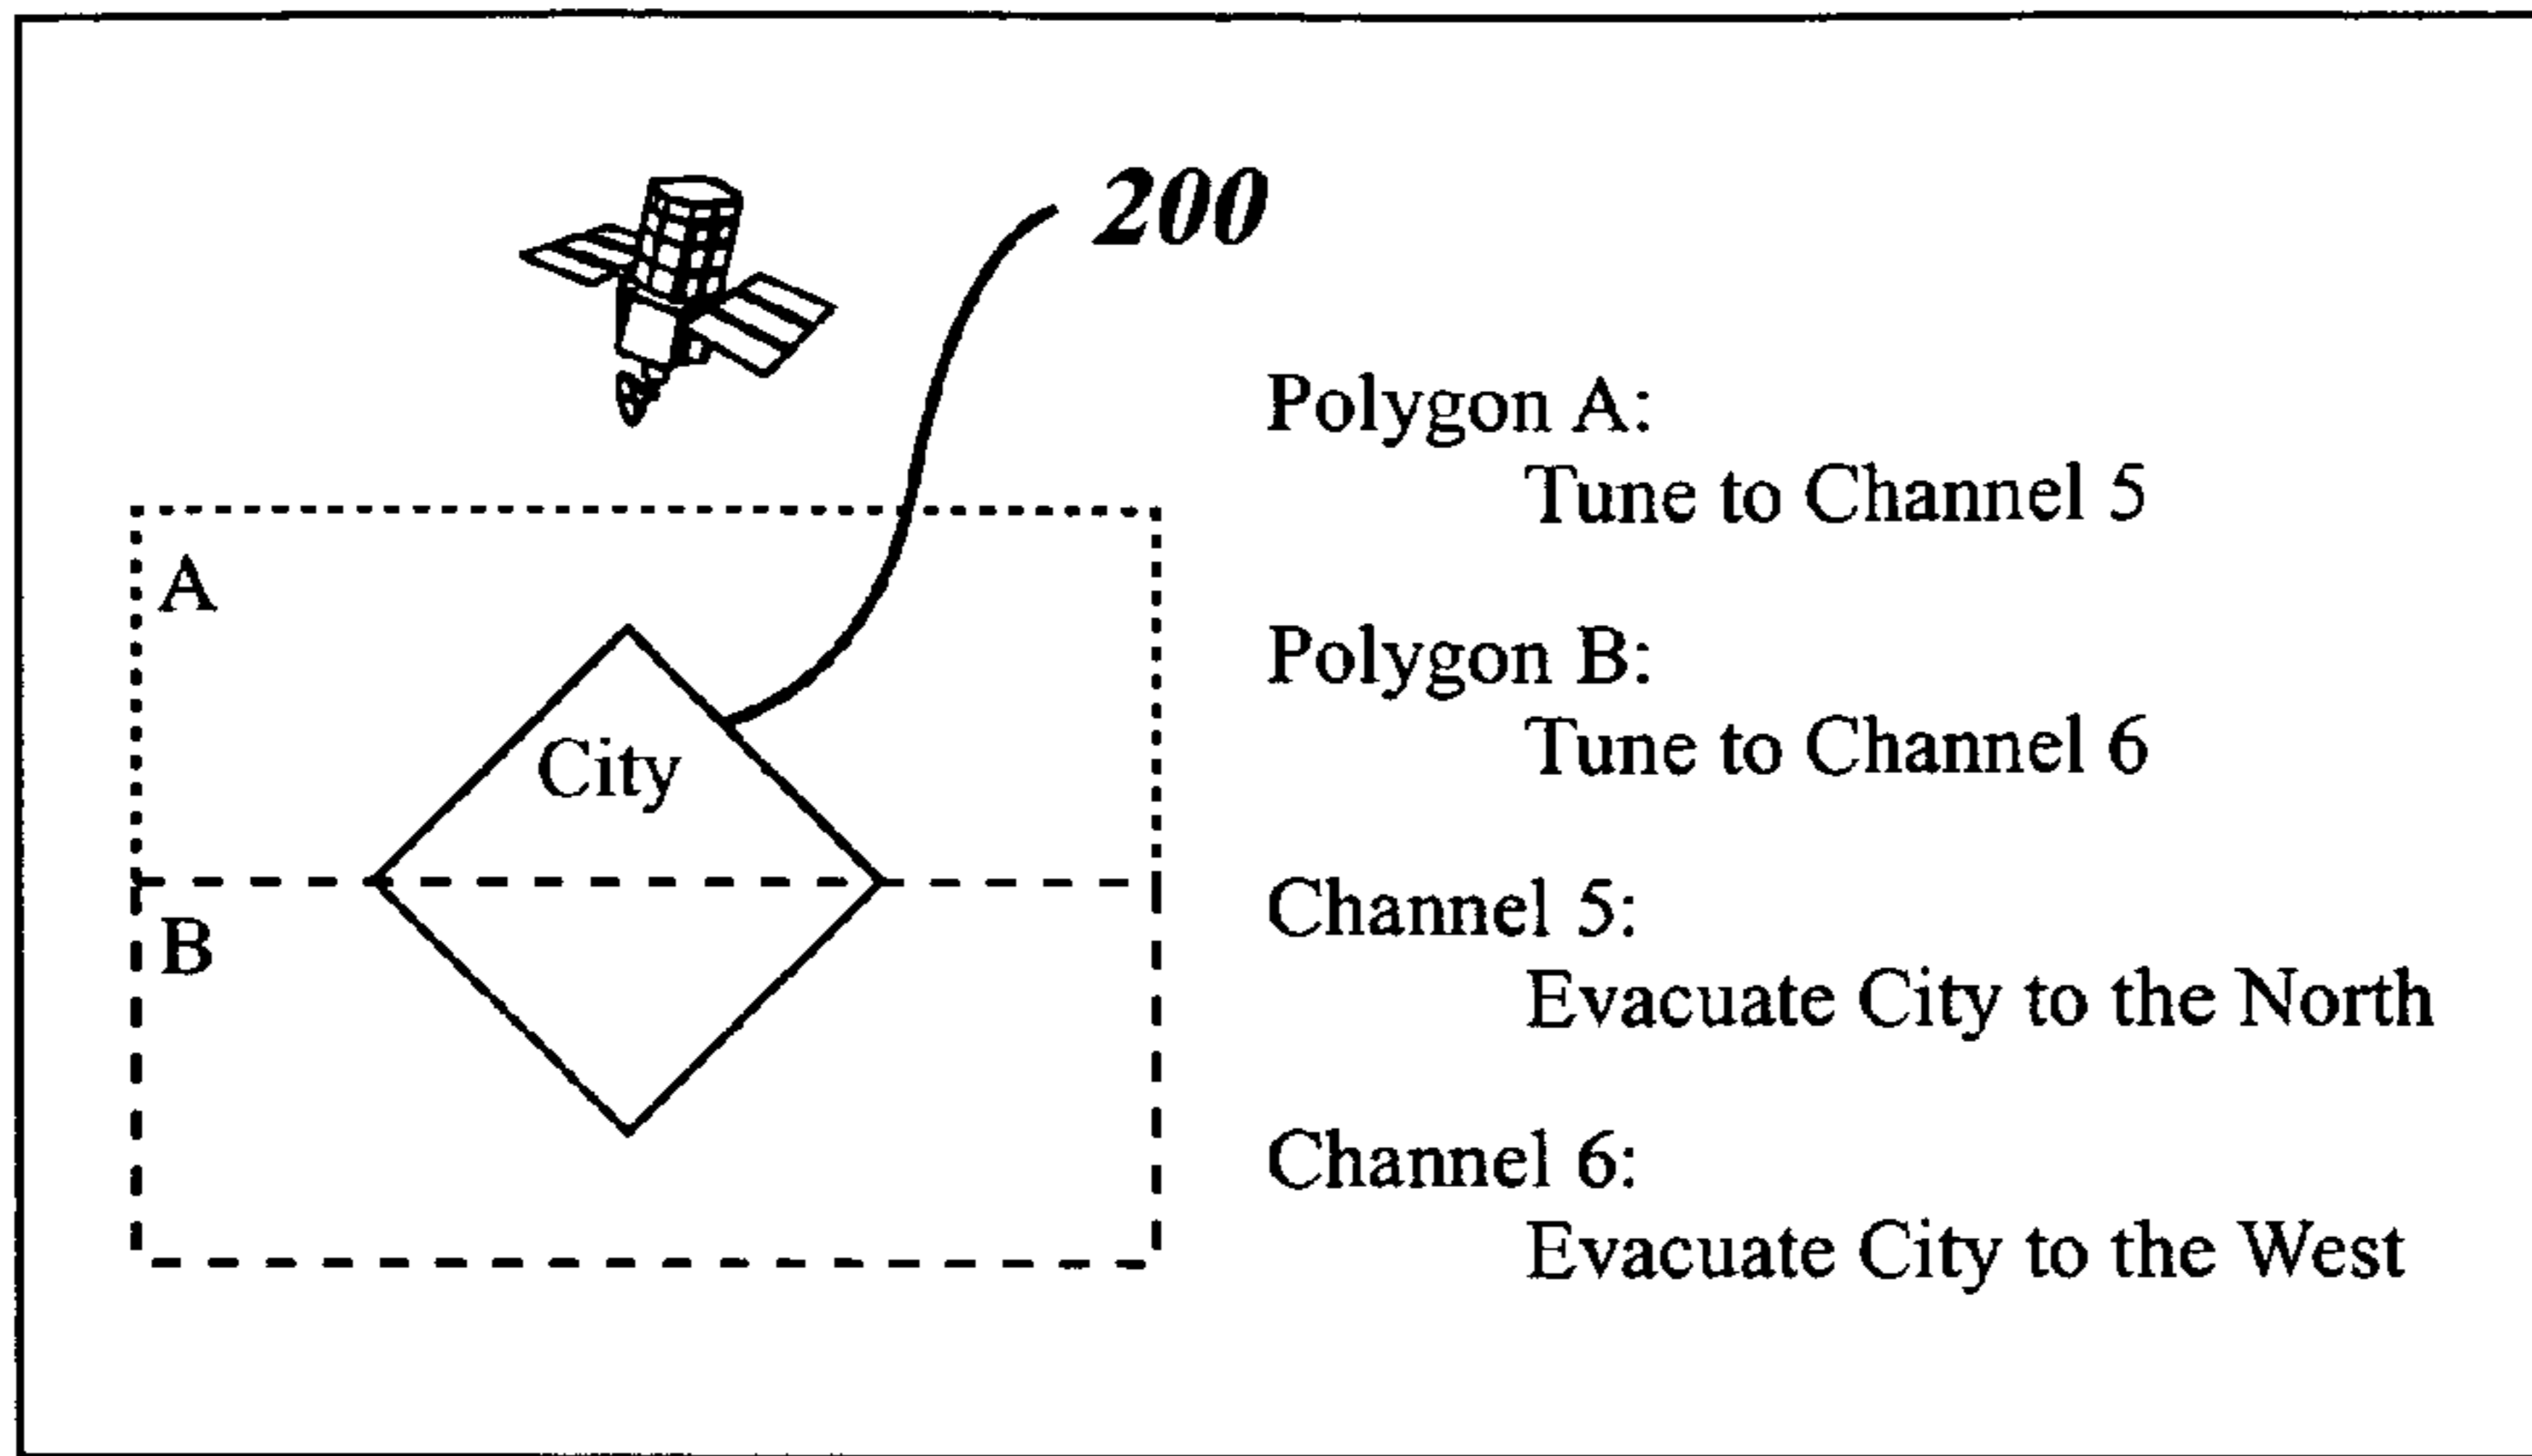 200
A
City
B
Polygon A:
Tune to Channel 5
Polygon B:
Tune to Channel 6
Channel 5:
Evacuate City to the North
Channel 6:
Evacuate City to the West